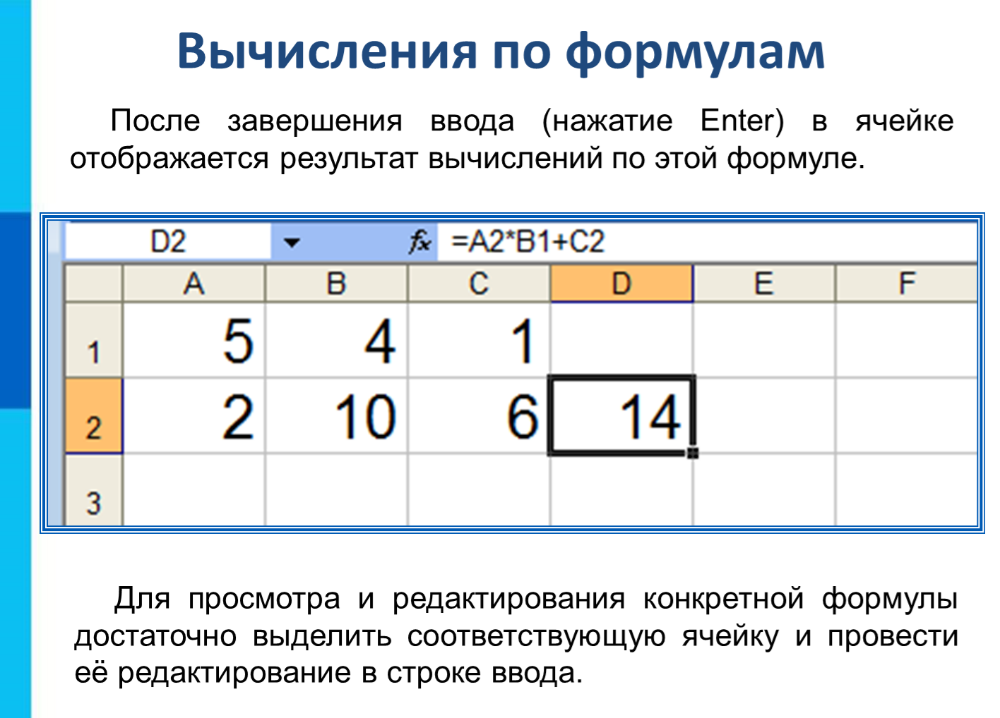 Вычисления по формулам
После завершения ввода (нажатие Enter) в ячейке
отображается результат вычислений по этой формуле.
D2 fx =A2*B1+C2
A B C D E F
1 5 4 1
2 2 10 6 14
3
Для просмотра и редактирования конкретной формулы
достаточно выделить соответствующую ячейку и провести
её редактирование в строке ввода.